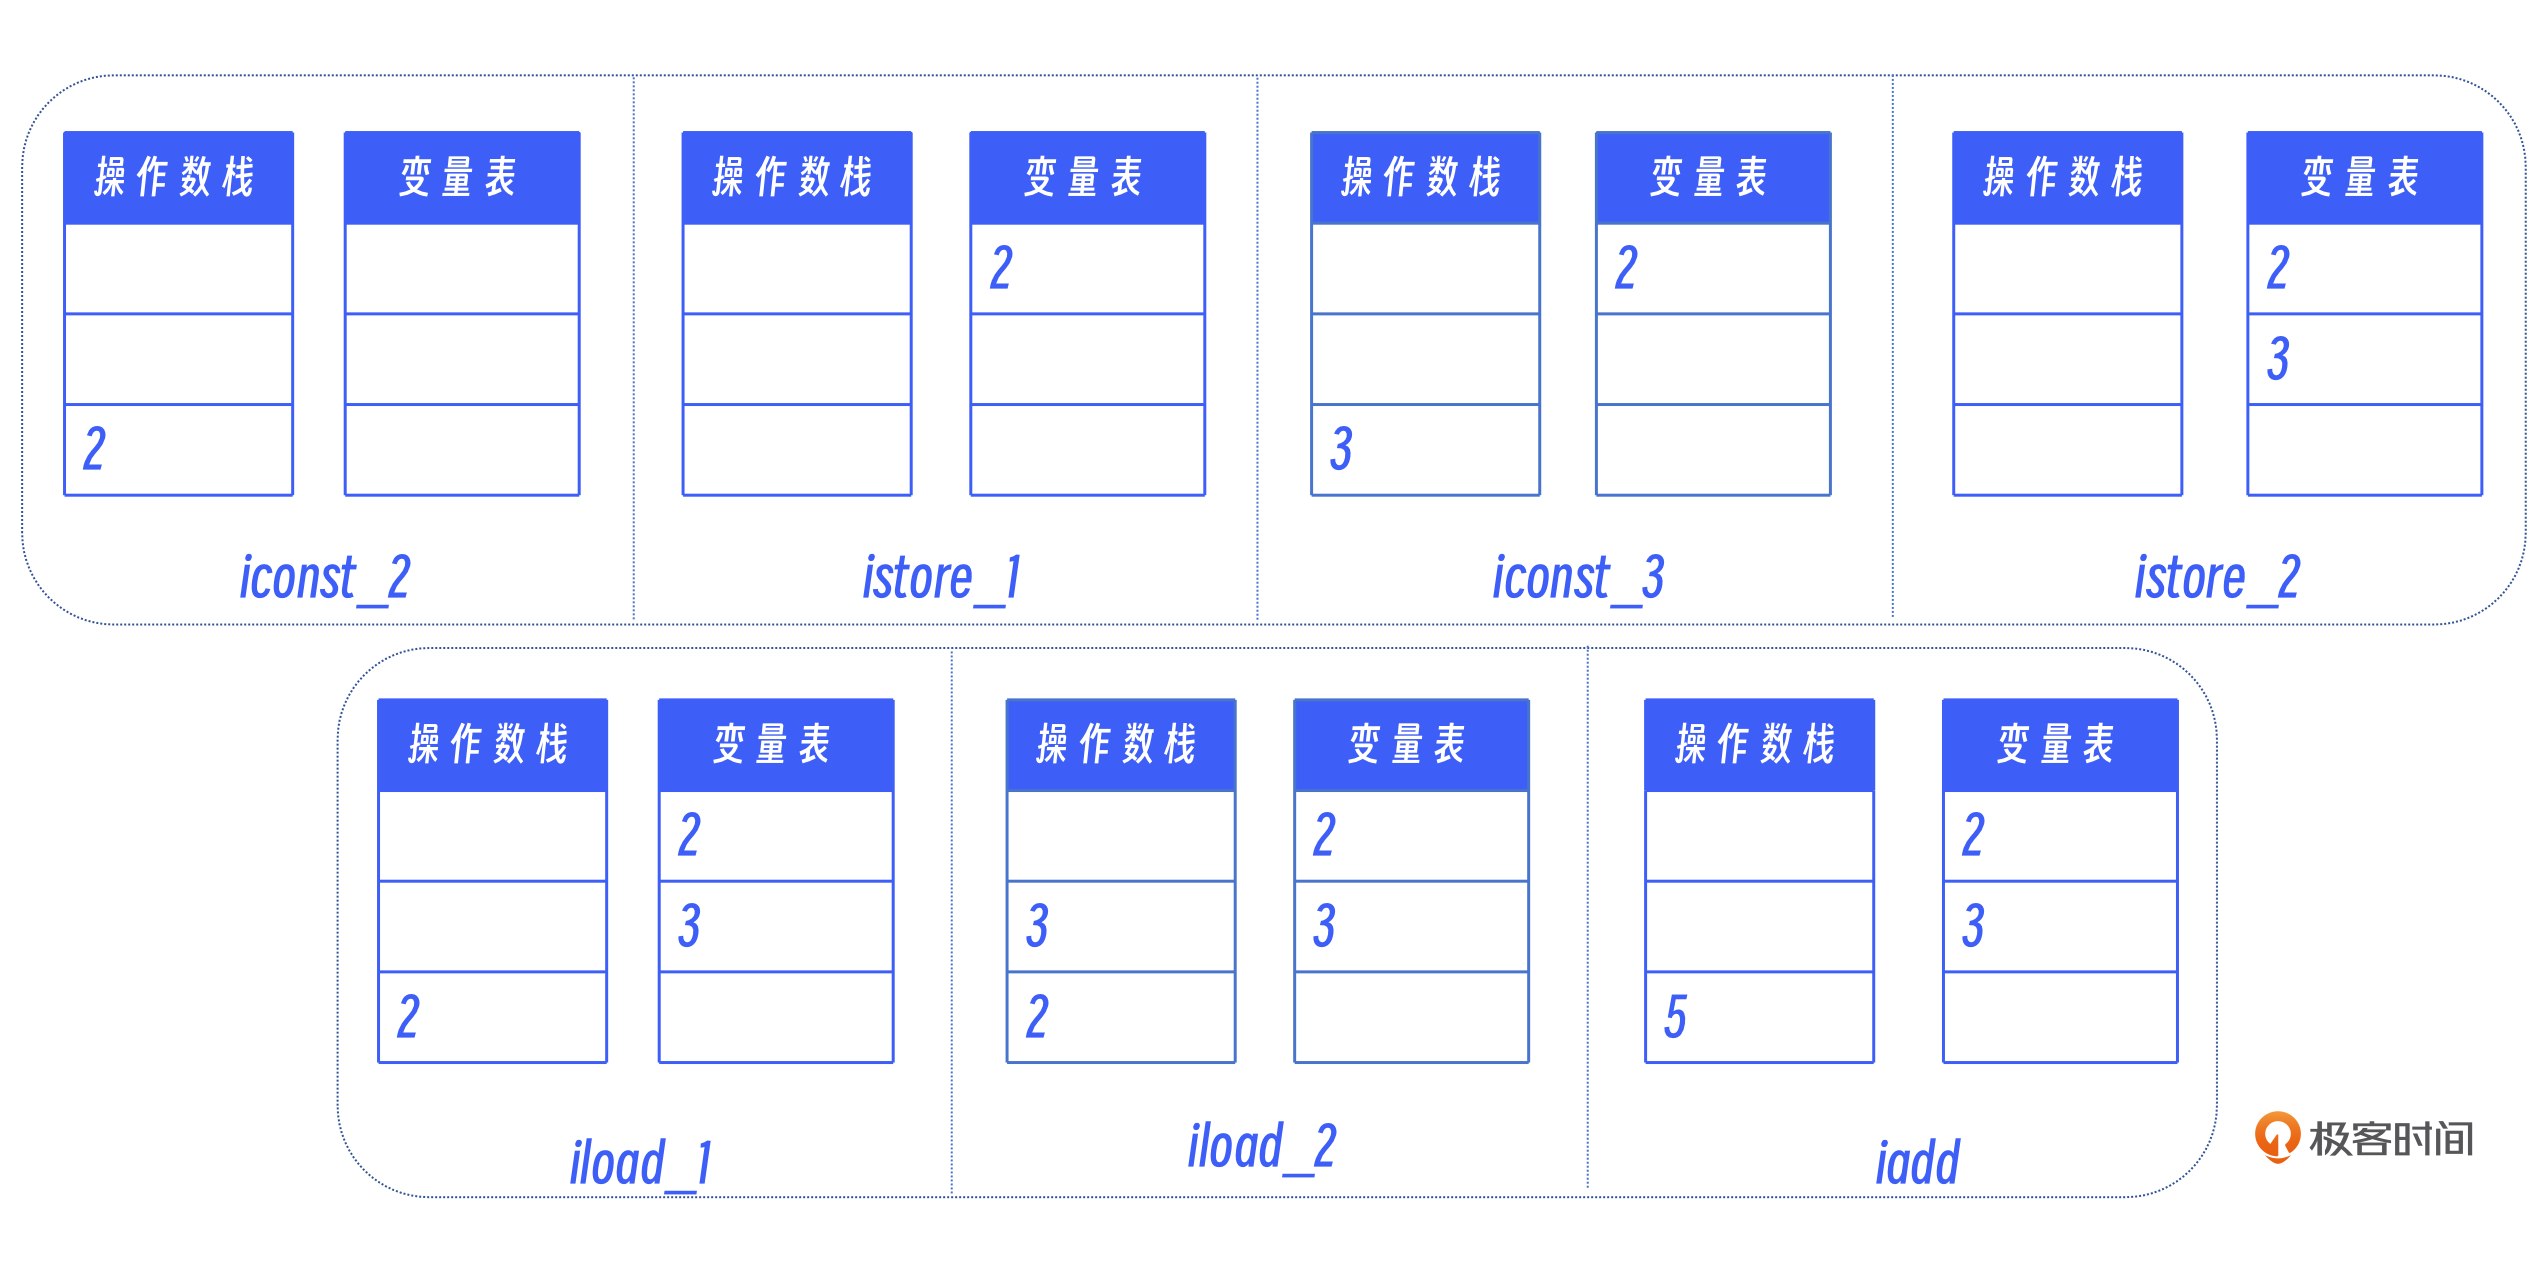 操作数栈 变量表 操作数栈 变量表 操作数栈 变量表 操作数栈 变量表
2 2 2
3
2 3
iconst_2 istore_1 iconst_3 istore_2
操作数栈 变量表 操作数栈 变量表 操作数栈 变量表
2 2 2
3 3 3 3
2 2 5
iload_1 iload_2 iadd
极客时间